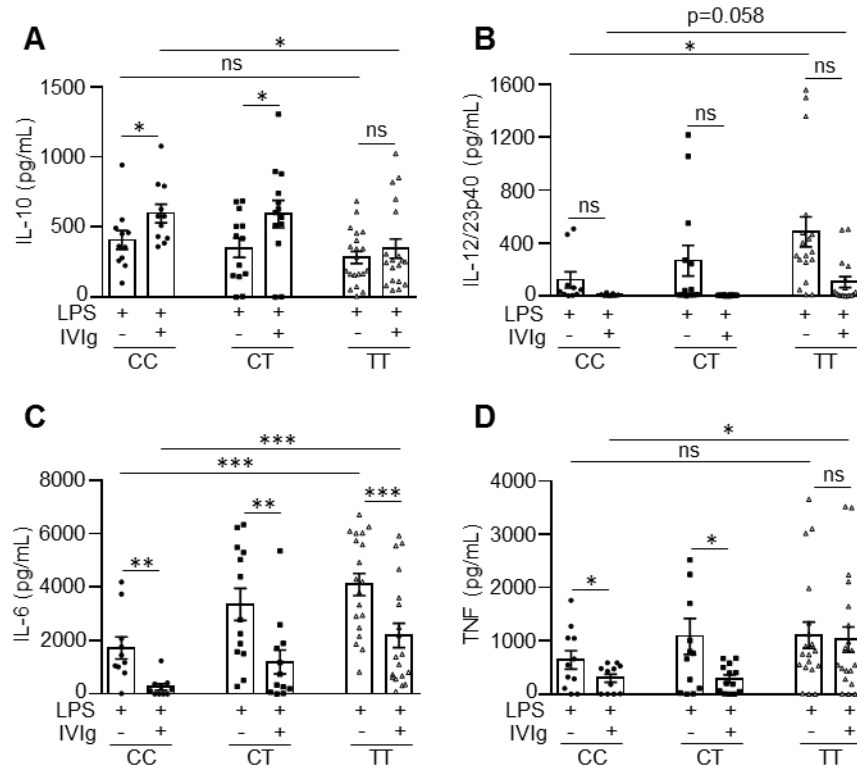 A
*
ns
* * ns
IL-10 (pg/mL)
1500
1000
500
0
LPS + + + + + +
IVIg - + - + - +
CC CT TT
B
p=0.058
*
ns ns ns
IL-12/23p40 (pg/mL)
1600
1200
800
400
0
LPS + + + + + +
IVIg - + - + - +
CC CT TT
C
***
***
** ** ***
IL-6 (pg/mL)
8000
6000
4000
2000
0
LPS + + + + + +
IVIg - + - + - +
CC CT TT
D
*
ns
* * ns
TNF (pg/mL)
4000
3000
2000
1000
0
LPS + + + + + +
IVIg - + - + - +
CC CT TT